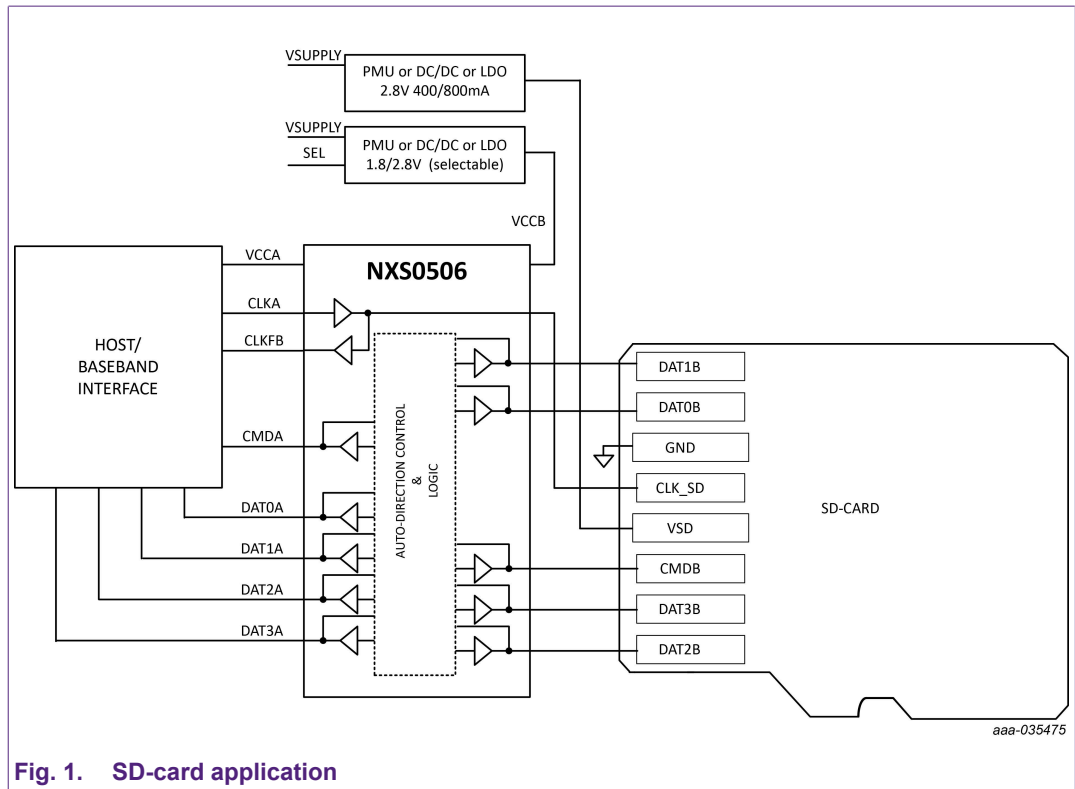 VSUPPLY
PMU or DC/DC or LDO
2.8V 400/800mA
VSUPPLY
SEL
PMU or DC/DC or LDO
1.8/2.8V (selectable)
VCCB
HOST/
BASEBAND
INTERFACE
VCCA
CLKA
CLKFB
CMDA
DAT0A
DAT1A
DAT2A
DAT3A
NXS0506
AUTO-DIRECTION CONTROL
&
LOGIC
DAT1B
DAT0B
GND
CLK_SD
VSD
CMDB
DAT3B
DAT2B
SD-CARD
aaa-035475
Fig. 1. SD-card application